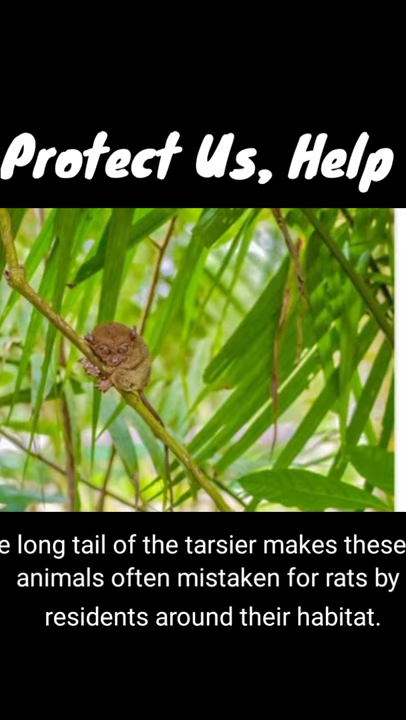 Protect Us, Help
e long tail of the tarsier makes these
animals often mistaken for rats by
residents around their habitat.